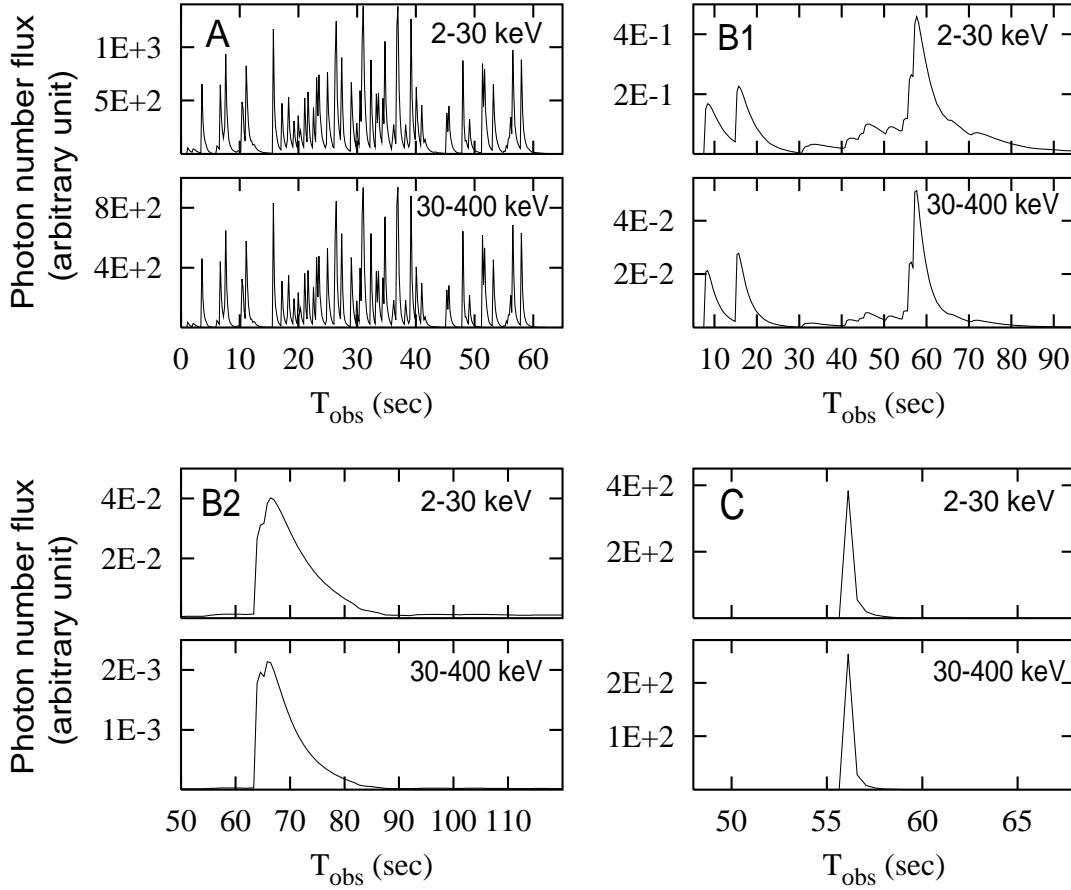 Photon number flux
(arbitrary unit)
A
2-30 keV
1E+3
5E+2
30-400 keV
8E+2
4E+2
0 10 20 30 40 50 60
T_obs (sec)
B1
2-30 keV
4E-1
2E-1
30-400 keV
4E-2
2E-2
10 20 30 40 50 60 70 80 90
T_obs (sec)
Photon number flux
(arbitrary unit)
B2
2-30 keV
4E-2
2E-2
30-400 keV
2E-3
1E-3
50 60 70 80 90 100 110
T_obs (sec)
C
2-30 keV
4E+2
2E+2
30-400 keV
2E+2
1E+2
50 55 60 65
T_obs (sec)